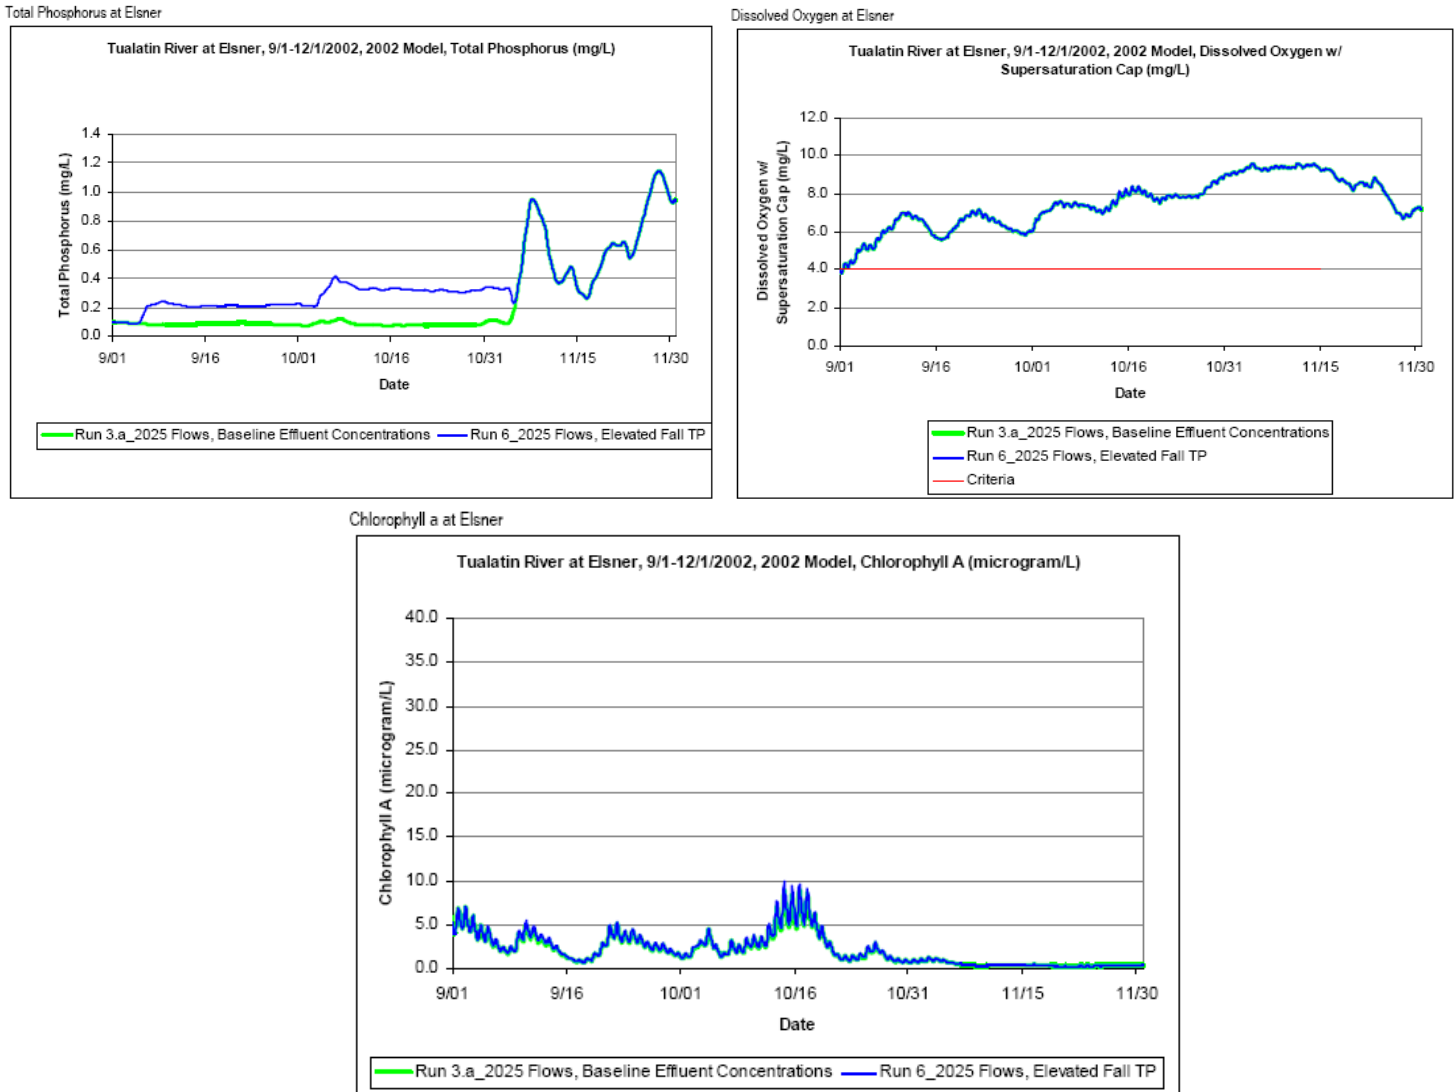 Total Phosphorus at Elsner
Tualatin River at Elsner, 9/1-12/1/2002, 2002 Model, Total Phosphorus (mg/L)
Total Phosphorus (mg/L)
1.4
1.2
1.0
0.8
0.6
0.4
0.2
0.0
9/01 9/16 10/01 10/16 10/31 11/15 11/30
Date
Run 3.a_2025 Flows, Baseline Effluent Concentrations Run 6_2025 Flows, Elevated Fall TP
Dissolved Oxygen at Elsner
Tualatin River at Elsner, 9/1-12/1/2002, 2002 Model, Dissolved Oxygen w/
Supersaturation Cap (mg/L)
Dissolved Oxygen w/
Supersaturation Cap (mg/L)
12.0
10.0
8.0
6.0
4.0
2.0
0.0
9/01 9/16 10/01 10/16 10/31 11/15 11/30
Date
Run 3.a_2025 Flows, Baseline Effluent Concentrations
Run 6_2025 Flows, Elevated Fall TP
Criteria
Chlorophyll a at Elsner
Tualatin River at Elsner, 9/1-12/1/2002, 2002 Model, Chlorophyll A (microgram/L)
Chlorophyll A (microgram/L)
40.0
35.0
30.0
25.0
20.0
15.0
10.0
5.0
0.0
9/01 9/16 10/01 10/16 10/31 11/15 11/30
Date
Run 3.a_2025 Flows, Baseline Effluent Concentrations Run 6_2025 Flows, Elevated Fall TP